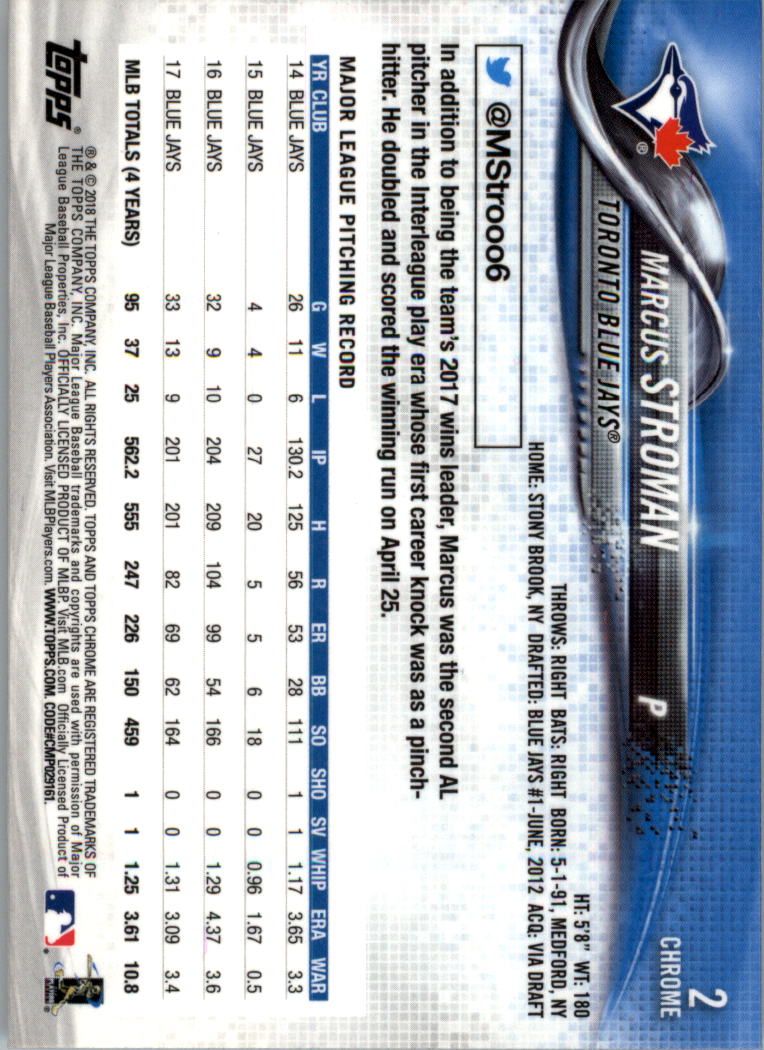 2
CHROME
MARCUS STROMAN
P
TORONTO BLUE JAYS®
®
HT: 5'8" WT: 180
THROWS: RIGHT BATS: RIGHT BORN: 5-1-91, MEDFORD, NY
HOME: STONY BROOK, NY DRAFTED: BLUE JAYS #1-JUNE, 2012 ACQ: VIA DRAFT
@MStrooo6
In addition to being the team's 2017 wins leader, Marcus was the second AL
pitcher in the Interleague play era whose first career knock was as a pinch-
hitter. He doubled and scored the winning run on April 25.
MAJOR LEAGUE PITCHING RECORD
YR CLUB G W L IP H R ER BB SO SHO SV WHIP ERA WAR
14 BLUE JAYS 26 11 6 130.2 125 56 53 28 111 1 1 1.17 3.65 3.3
15 BLUE JAYS 4 4 0 27 20 5 5 6 18 0 0 0.96 1.67 0.5
16 BLUE JAYS 32 9 10 204 209 104 99 54 166 0 0 1.29 4.37 3.6
17 BLUE JAYS 33 13 9 201 201 82 69 62 164 0 0 1.31 3.09 3.4
MLB TOTALS (4 YEARS) 95 37 25 562.2 555 247 226 150 459 1 1 1.25 3.61 10.8
topps®
® & © 2018 THE TOPPS COMPANY, INC. ALL RIGHTS RESERVED. TOPPS AND TOPPS CHROME ARE REGISTERED TRADEMARKS OF
THE TOPPS COMPANY, INC. Major League Baseball trademarks and copyrights are used with permission of Major
League Baseball Properties, Inc. OFFICIALLY LICENSED PRODUCT OF MLBP. Visit MLB.com Officially Licensed Product of
Major League Baseball Players Association. Visit MLBPlayers.com. WWW.TOPPS.COM. CODE#CMP029161.